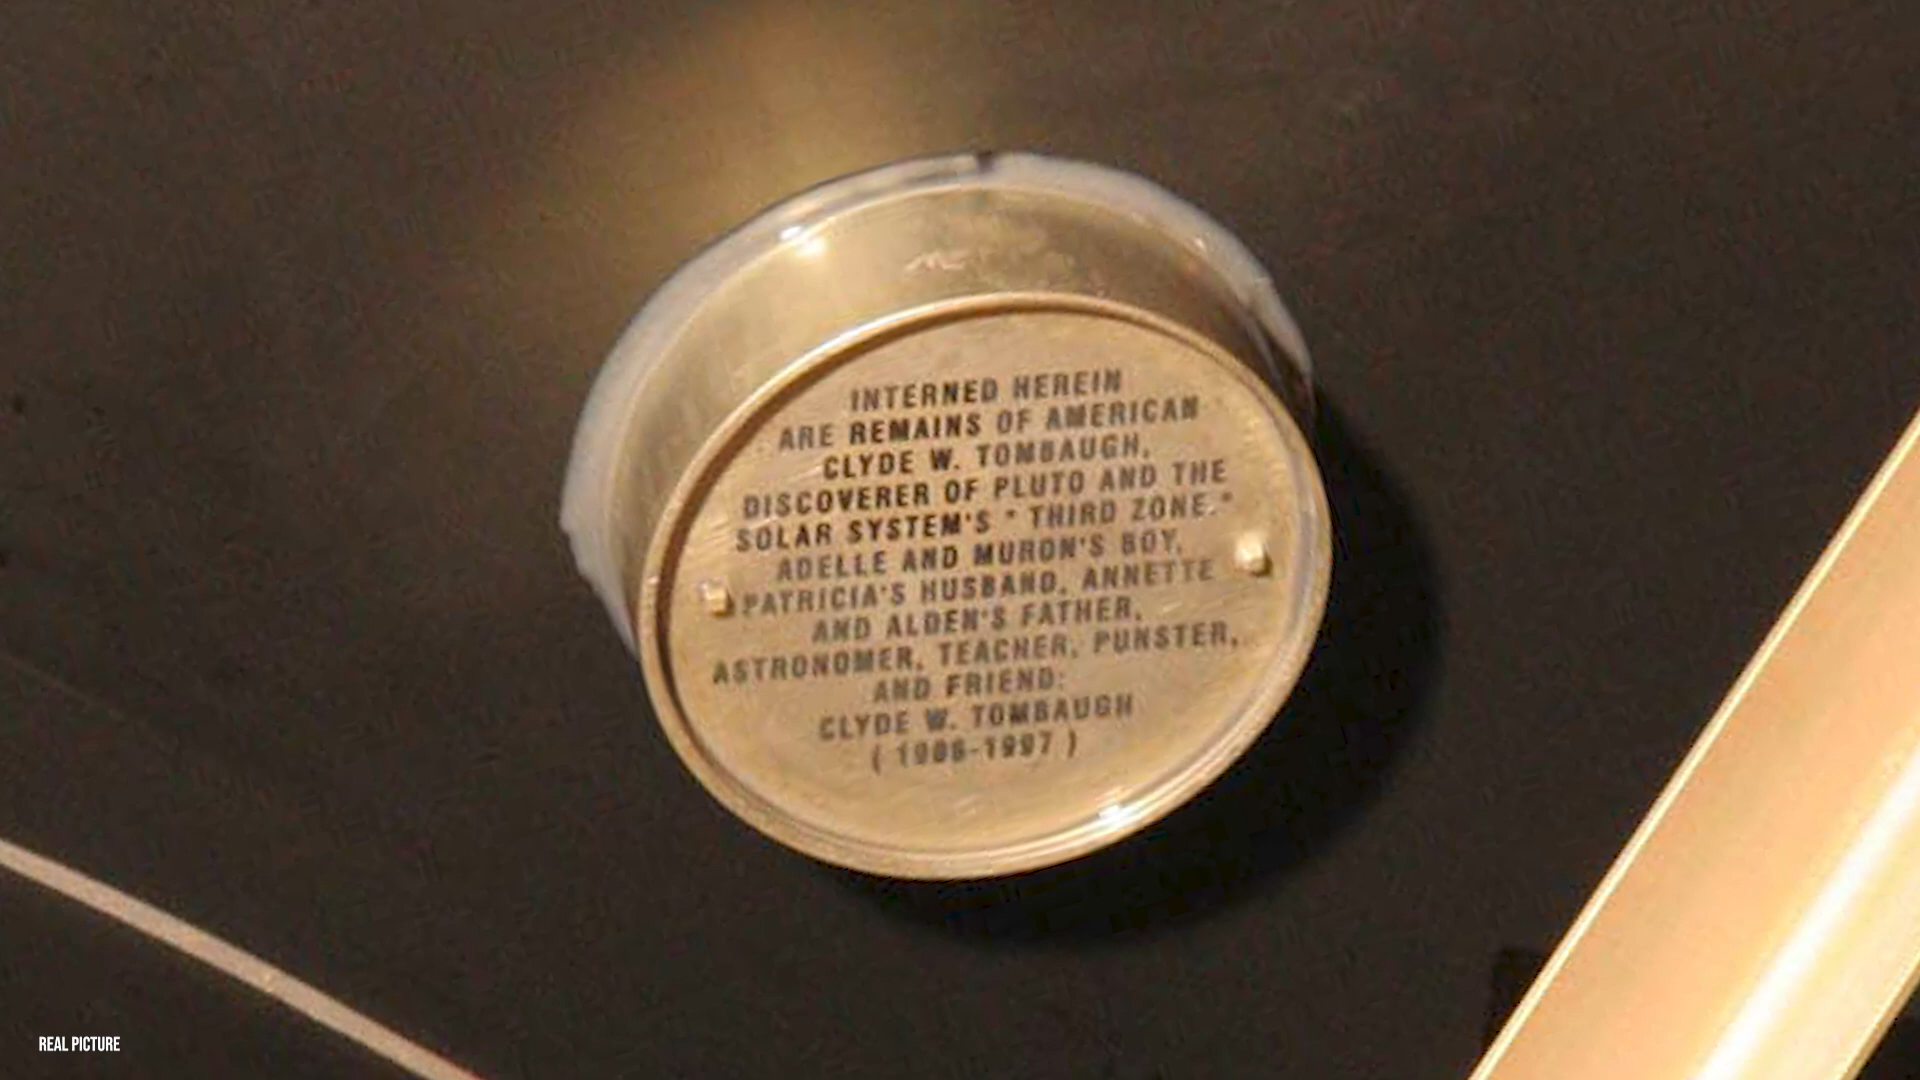 INTERNED HEREIN
ARE REMAINS OF AMERICAN
CLYDE W. TOMBAUGH,
DISCOVERER OF PLUTO AND THE
SOLAR SYSTEM'S "THIRD ZONE."
ADELLE AND MURON'S BOY,
PATRICIA'S HUSBAND, ANNETTE
AND ALDEN'S FATHER,
ASTRONOMER, TEACHER, PUNSTER,
AND FRIEND:
CLYDE W. TOMBAUGH
(1906-1997)
REAL PICTURE